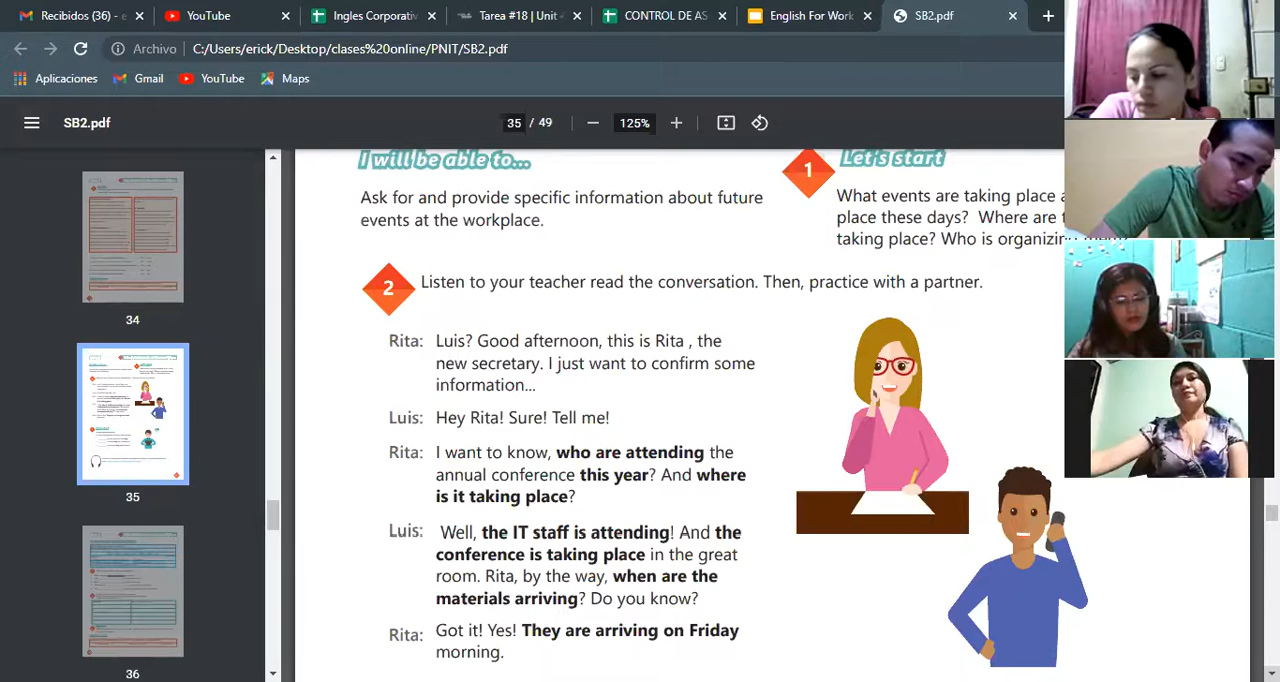 Recibidos (36) - e
YouTube
Ingles Corporativ
Tarea #18 | Unit
CONTROL DE AS
English For Work
SB2.pdf
Archivo
C:/Users/erick/Desktop/clases%20online/PNIT/SB2.pdf
Aplicaciones
Gmail
YouTube
Maps
SB2.pdf
35 / 49
125%
34
35
36
I will be able to...
Ask for and provide specific information about future
events at the workplace.
1
Let's start
What events are taking place
place these days? Where are
taking place? Who is organizin
2
Listen to your teacher read the conversation. Then, practice with a partner.
Rita: Luis? Good afternoon, this is Rita , the
new secretary. I just want to confirm some
information...
Luis: Hey Rita! Sure! Tell me!
Rita: I want to know, who are attending the
annual conference this year? And where
is it taking place?
Luis: Well, the IT staff is attending! And the
conference is taking place in the great
room. Rita, by the way, when are the
materials arriving? Do you know?
Rita: Got it! Yes! They are arriving on Friday
morning.